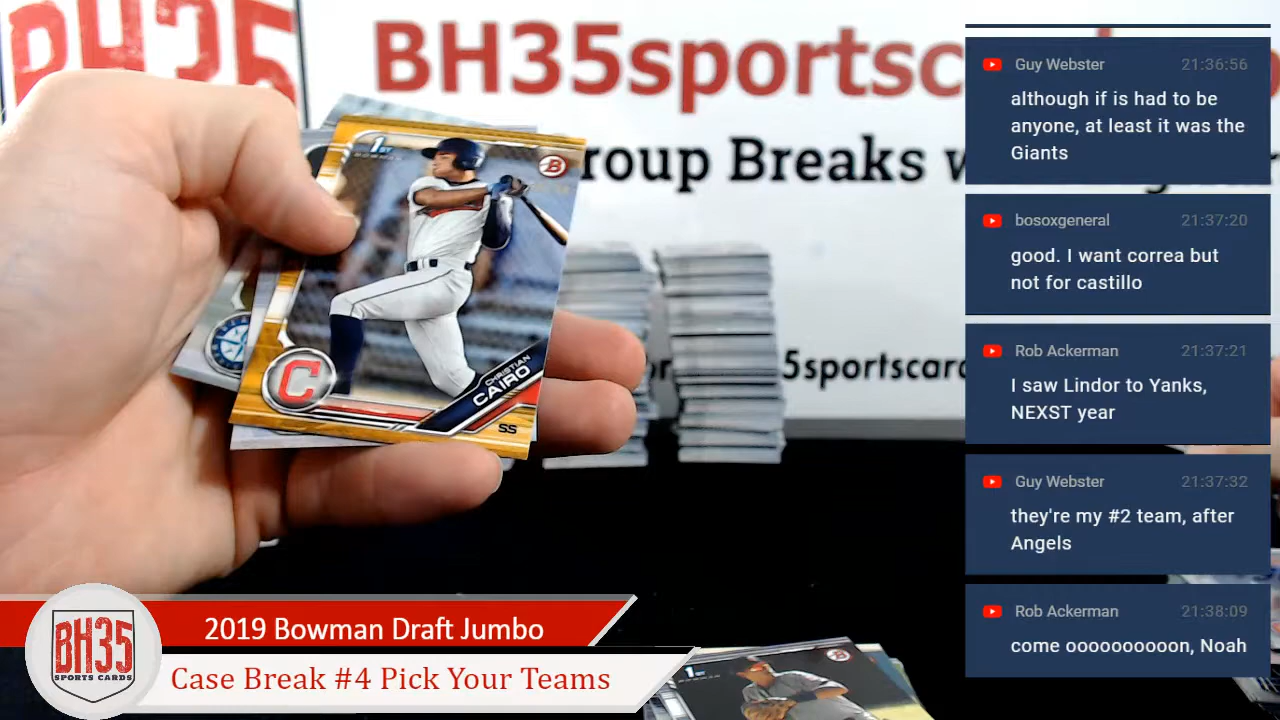 BH35sportsc
roup Breaks w
5sportscard
1ST
B
CHRISTIAN
CAIRO
SS
C
1ST
B
Guy Webster 21:36:56
although if is had to be
anyone, at least it was the
Giants
bosoxgeneral 21:37:20
good. I want correa but
not for castillo
Rob Ackerman 21:37:21
I saw Lindor to Yanks,
NEXST year
Guy Webster 21:37:32
they're my #2 team, after
Angels
Rob Ackerman 21:38:09
come oooooooooon, Noah
BH35
SPORTS CARDS
2019 Bowman Draft Jumbo
Case Break #4 Pick Your Teams